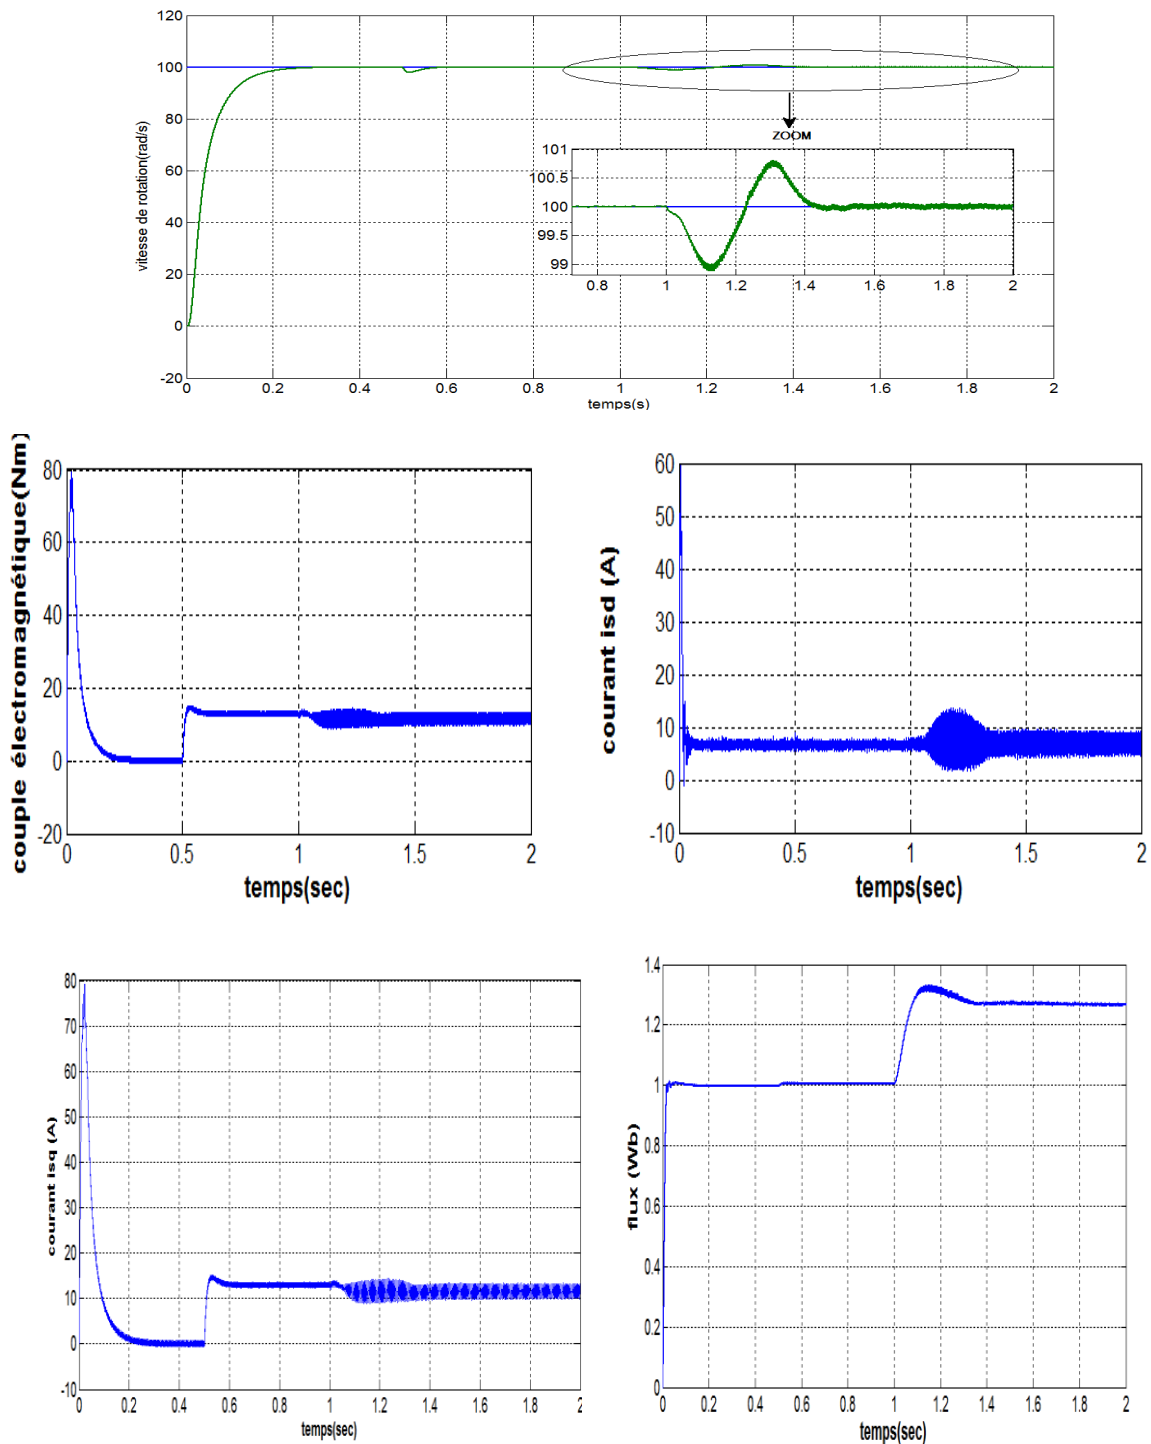 vitesse de rotation(rad/s)
120
100
80
60
40
20
0
-20
ZOOM
101
100.5
100
99.5
99
0.8 1 1.2 1.4 1.6 1.8 2
0 0.2 0.4 0.6 0.8 1 1.2 1.4 1.6 1.8 2
temps(s)
couple électromagnétique(Nm)
80
60
40
20
0
-20
0 0.5 1 1.5 2
temps(sec)
courant isd (A)
60
50
40
30
20
10
0
-10
0 0.5 1 1.5 2
temps(sec)
courant isq (A)
80
70
60
50
40
30
20
10
0
-10
0 0.2 0.4 0.6 0.8 1 1.2 1.4 1.6 1.8 2
temps(sec)
flux (Wb)
1.4
1.2
1
0.8
0.6
0.4
0.2
0
0 0.2 0.4 0.6 0.8 1 1.2 1.4 1.6 1.8 2
temps(sec)